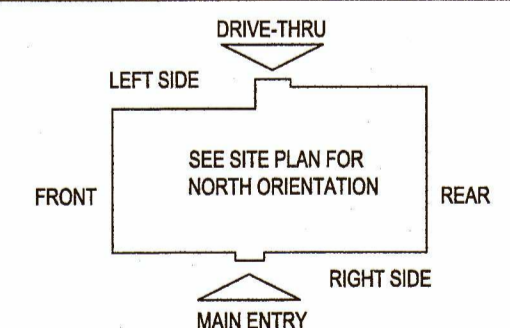 DRIVE-THRU
LEFT SIDE
SEE SITE PLAN FOR
NORTH ORIENTATION
FRONT
REAR
RIGHT SIDE
MAIN ENTRY